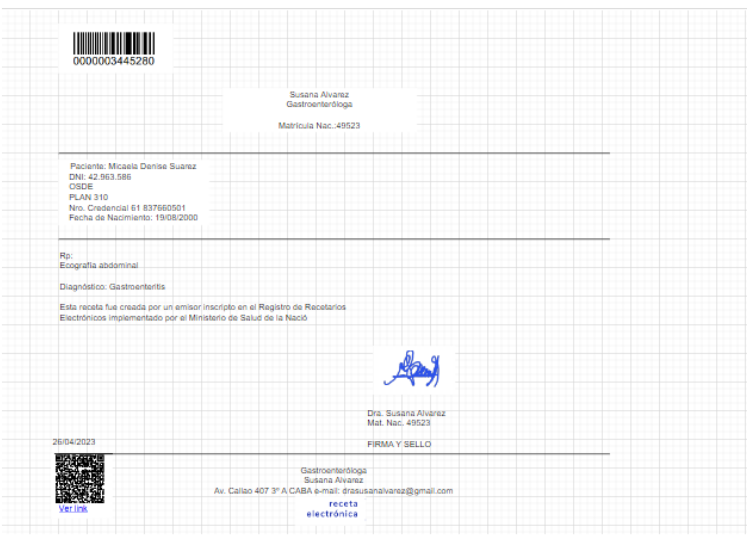 0000003445280
Susana Alvarez
Gastroenteróloga
Matrícula Nac.:49523
Paciente: Micaela Denise Suarez
DNI: 42.963.586
OSDE
PLAN 310
Nro. Credencial 61 837660501
Fecha de Nacimiento: 19/08/2000
Rp:
Ecografía abdominal
Diagnóstico: Gastroenteritis
Esta receta fue creada por un emisor inscripto en el Registro de Recetarios
Electrónicos implementado por el Ministerio de Salud de la Nació
Dra. Susana Alvarez
Mat. Nac. 49523
26/04/2023
FIRMA Y SELLO
Gastroenteróloga
Susana Alvarez
Av. Callao 407 3º A CABA e-mail: drasusanalvarez@gmail.com
Ver link
receta
electrónica